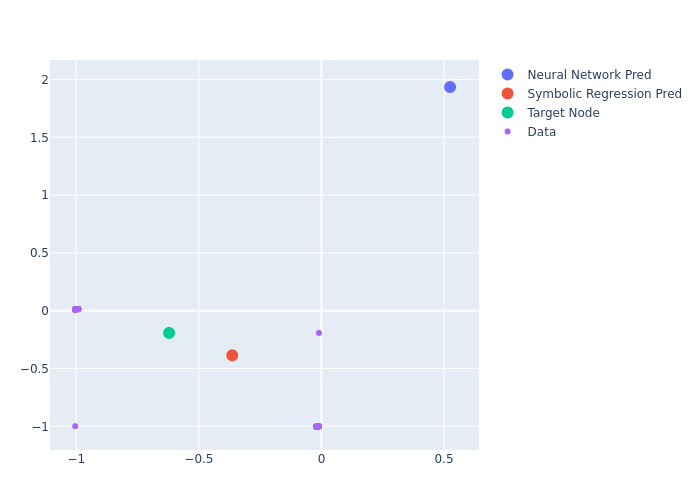 2
1.5
1
0.5
0
−0.5
−1
−1
−0.5
0
0.5
Neural Network Pred
Symbolic Regression Pred
Target Node
Data